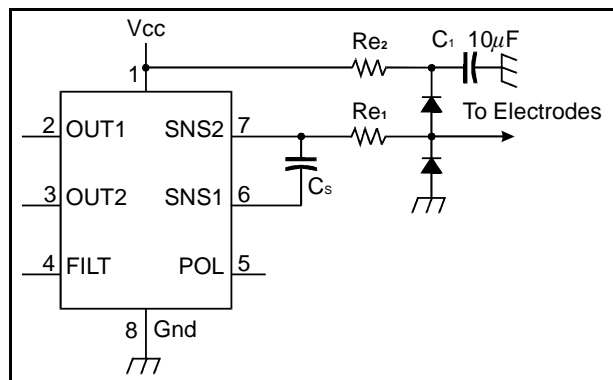 Vcc
Re2
C1 10µF
1
Re1
To Electrodes
2 OUT1 SNS2 7
Cs
3 OUT2 SNS1 6
4 FILT POL 5
8 Gnd